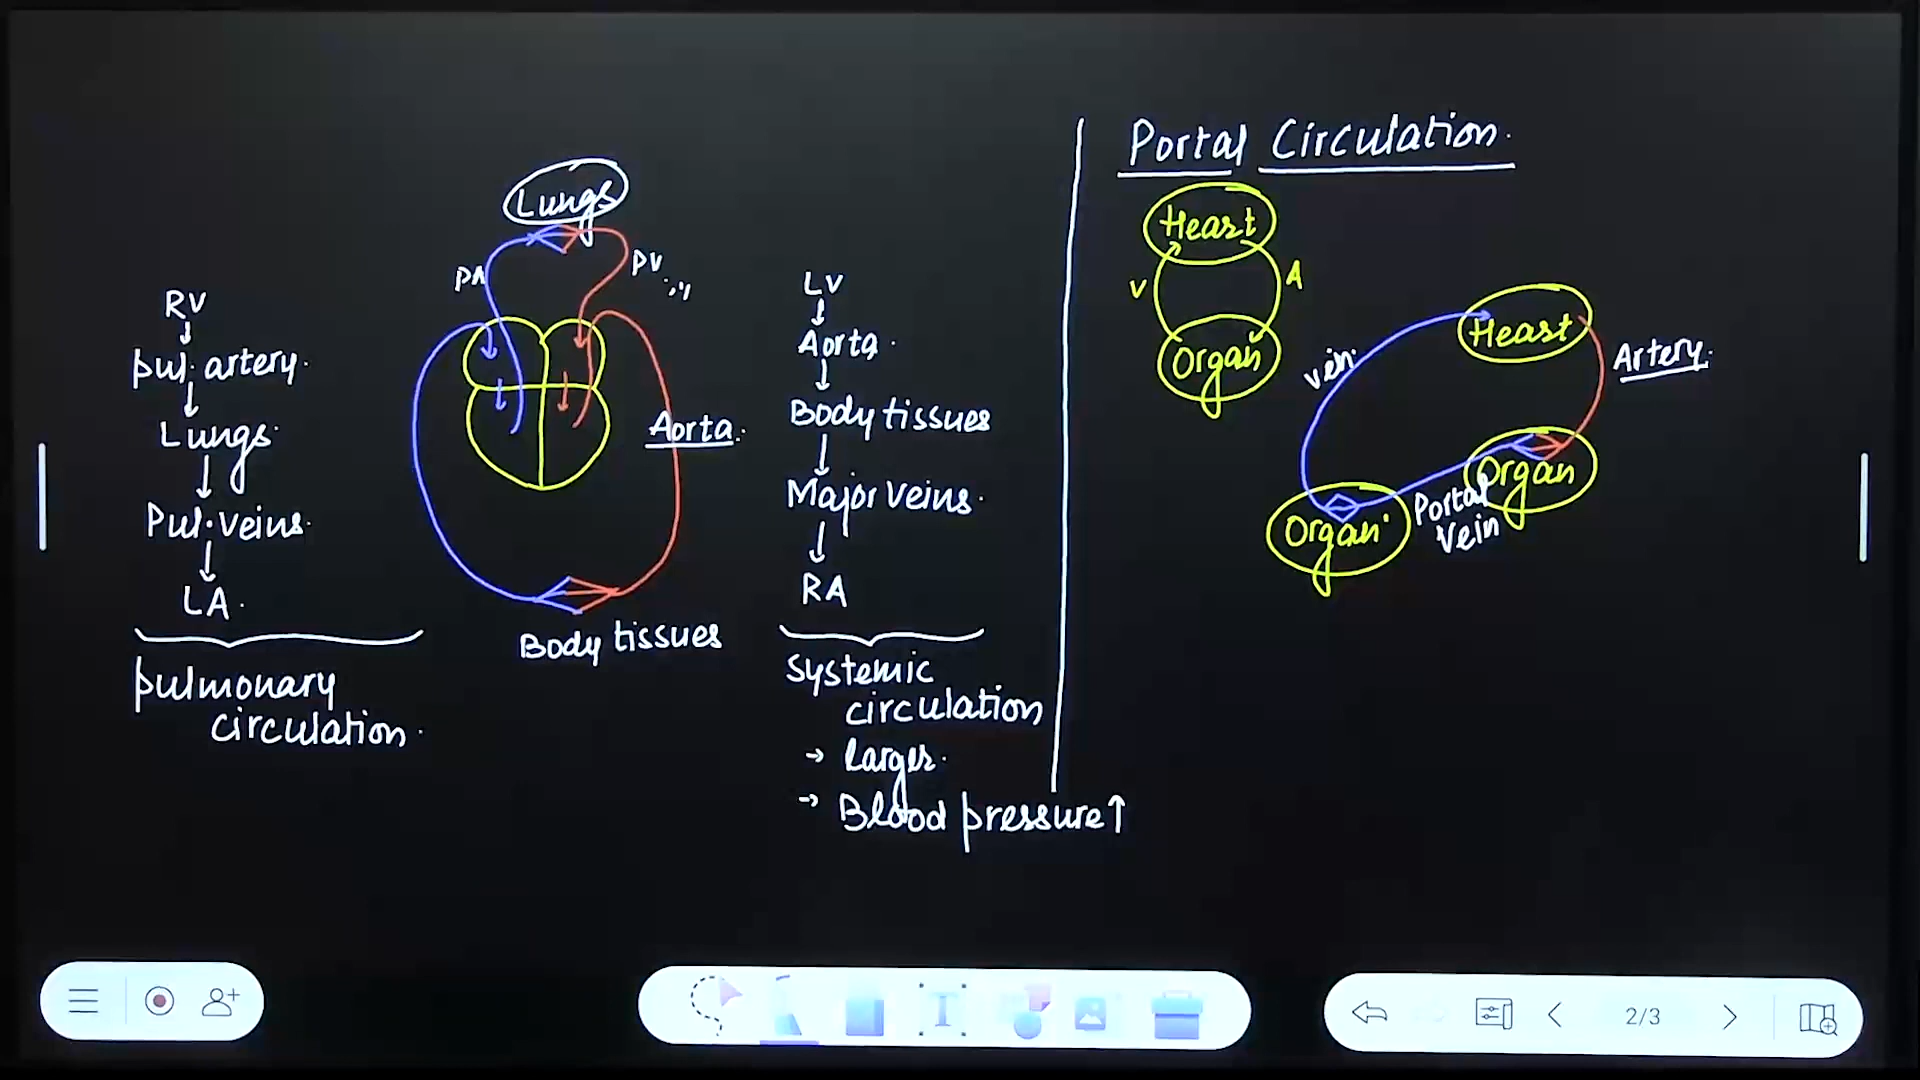 Lungs
PA
PV
RV
Pul. artery.
Lungs.
Pul. veins.
LA.
Pulmonary
circulation.
Aorta.
Body tissues
LV
Aorta.
Body tissues
Major veins.
RA
Systemic
circulation
→ Larger.
→ Blood pressure↑
Portal Circulation.
Heart
V
A
Organ
Heart
Artery.
vein.
Organ
Portal
Vein
Organ
2/3